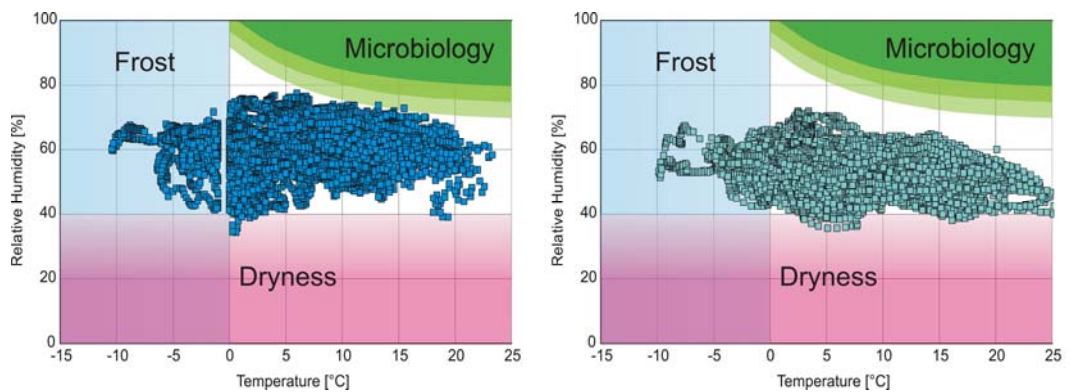 100
80
60
40
20
0
Relative Humidity [%]
Frost
Microbiology
Dryness
-15 -10 -5 0 5 10 15 20 25
Temperature [°C]
100
80
60
40
20
0
Relative Humidity [%]
Frost
Microbiology
Dryness
-15 -10 -5 0 5 10 15 20 25
Temperature [°C]